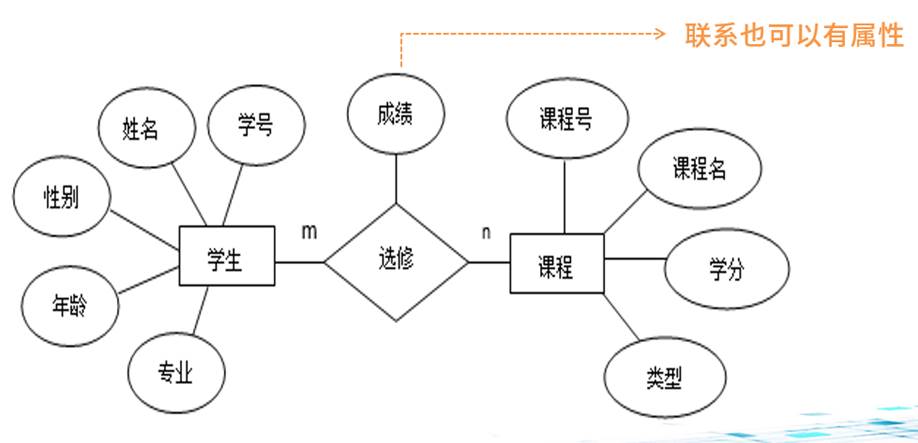 联系也可以有属性
成绩
课程号
姓名
学号
课程名
性别
m
n
学生
选修
课程
学分
年龄
专业
类型